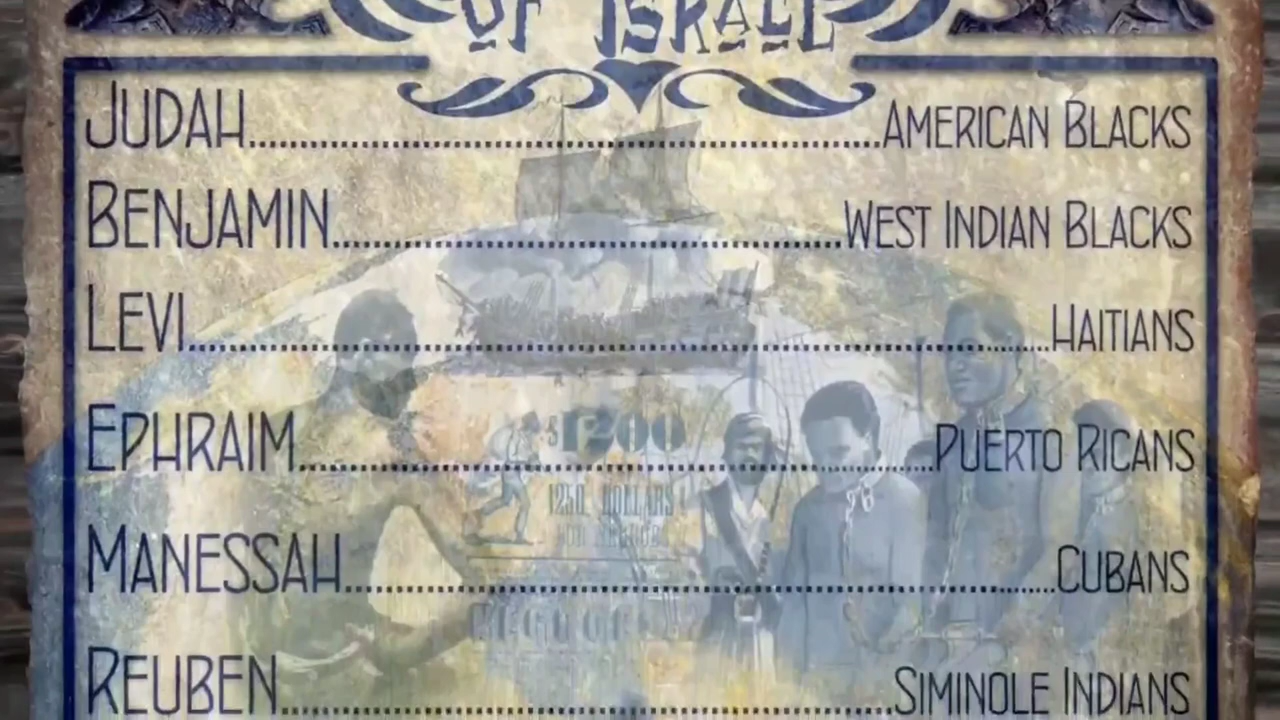 OF ISRAEL
JUDAH AMERICAN BLACKS
BENJAMIN WEST INDIAN BLACKS
LEVI HAITIANS
EPHRAIM PUERTO RICANS
$1200
1250 DOLLARS
MANESSAH CUBANS
REUBEN SIMINOLE INDIANS